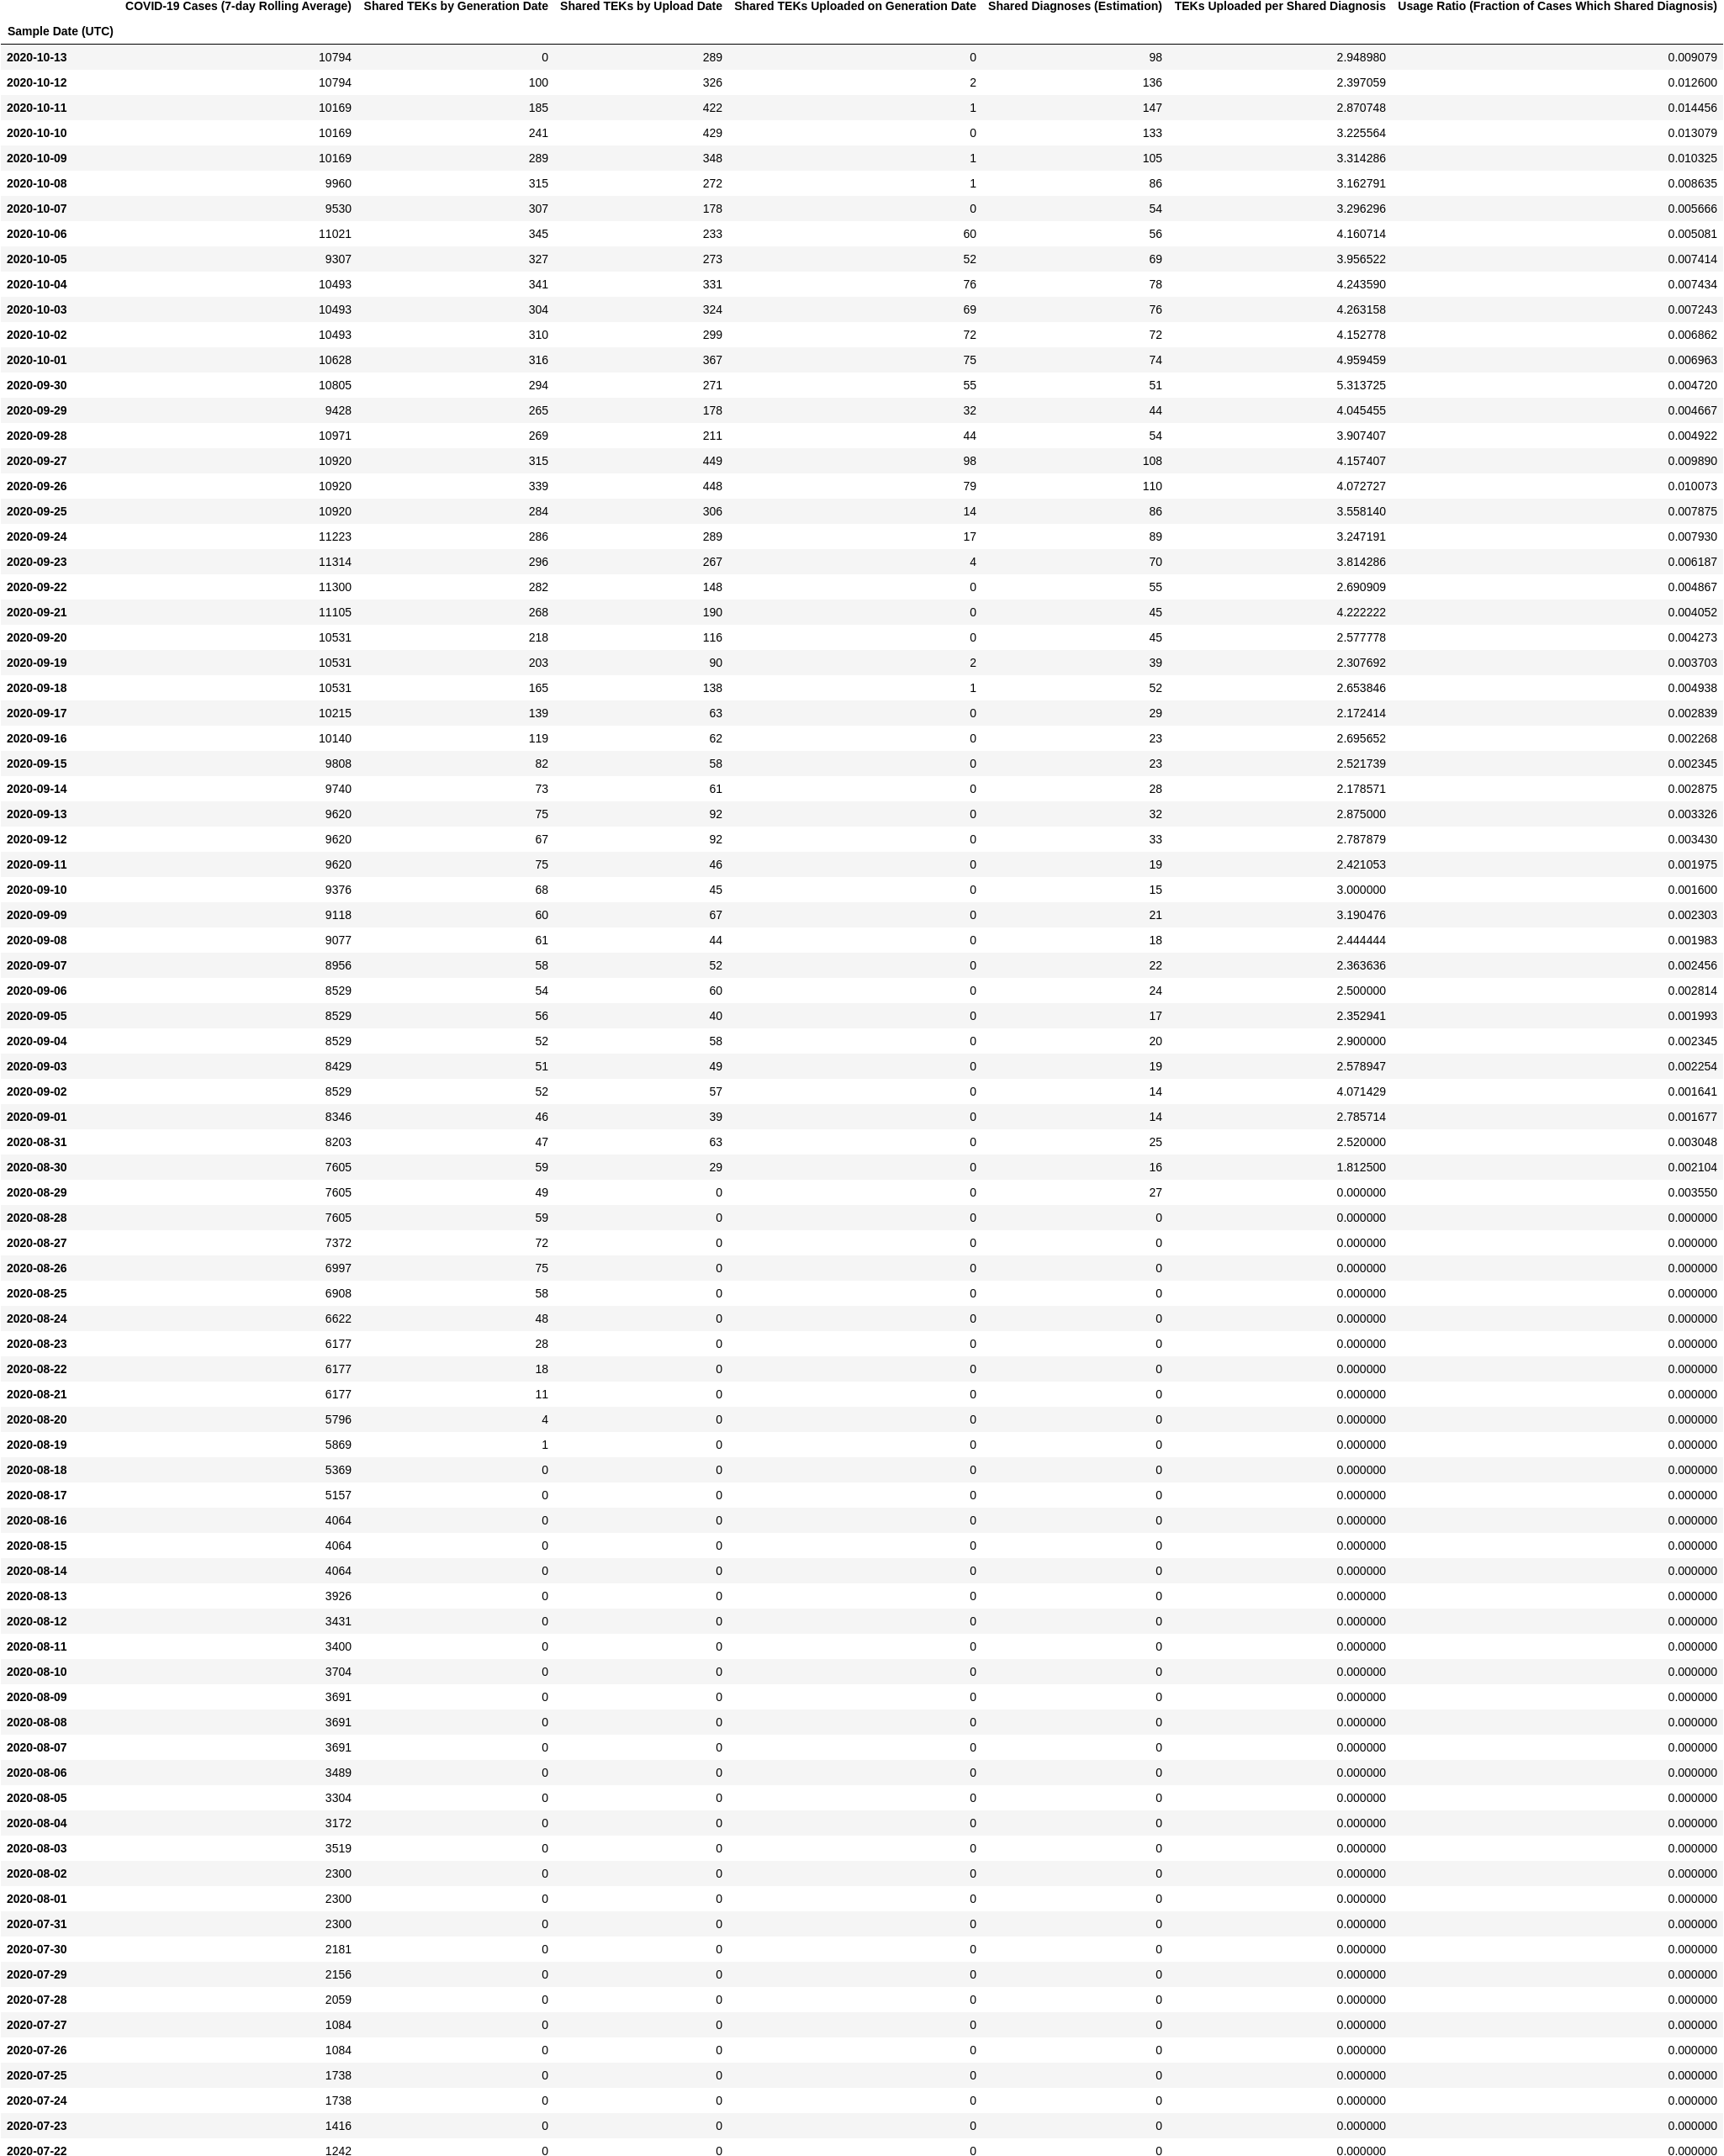 COVID-19 Cases (7-day Rolling Average) Shared TEKs by Generation Date Shared TEKs by Upload Date Shared TEKs Uploaded on Generation Date Shared Diagnoses (Estimation) TEKs Uploaded per Shared Diagnosis Usage Ratio (Fraction of Cases Which Shared Diagnosis)
Sample Date (UTC)
2020-10-13 10794 0 289 0 98 2.948980 0.009079
2020-10-12 10794 100 326 2 136 2.397059 0.012600
2020-10-11 10169 185 422 1 147 2.870748 0.014456
2020-10-10 10169 241 429 0 133 3.225564 0.013079
2020-10-09 10169 289 348 1 105 3.314286 0.010325
2020-10-08 9960 315 272 1 86 3.162791 0.008635
2020-10-07 9530 307 178 0 54 3.296296 0.005666
2020-10-06 11021 345 233 60 56 4.160714 0.005081
2020-10-05 9307 327 273 52 69 3.956522 0.007414
2020-10-04 10493 341 331 76 78 4.243590 0.007434
2020-10-03 10493 304 324 69 76 4.263158 0.007243
2020-10-02 10493 310 299 72 72 4.152778 0.006862
2020-10-01 10628 316 367 75 74 4.959459 0.006963
2020-09-30 10805 294 271 55 51 5.313725 0.004720
2020-09-29 9428 265 178 32 44 4.045455 0.004667
2020-09-28 10971 269 211 44 54 3.907407 0.004922
2020-09-27 10920 315 449 98 108 4.157407 0.009890
2020-09-26 10920 339 448 79 110 4.072727 0.010073
2020-09-25 10920 284 306 14 86 3.558140 0.007875
2020-09-24 11223 286 289 17 89 3.247191 0.007930
2020-09-23 11314 296 267 4 70 3.814286 0.006187
2020-09-22 11300 282 148 0 55 2.690909 0.004867
2020-09-21 11105 268 190 0 45 4.222222 0.004052
2020-09-20 10531 218 116 0 45 2.577778 0.004273
2020-09-19 10531 203 90 2 39 2.307692 0.003703
2020-09-18 10531 165 138 1 52 2.653846 0.004938
2020-09-17 10215 139 63 0 29 2.172414 0.002839
2020-09-16 10140 119 62 0 23 2.695652 0.002268
2020-09-15 9808 82 58 0 23 2.521739 0.002345
2020-09-14 9740 73 61 0 28 2.178571 0.002875
2020-09-13 9620 75 92 0 32 2.875000 0.003326
2020-09-12 9620 67 92 0 33 2.787879 0.003430
2020-09-11 9620 75 46 0 19 2.421053 0.001975
2020-09-10 9376 68 45 0 15 3.000000 0.001600
2020-09-09 9118 60 67 0 21 3.190476 0.002303
2020-09-08 9077 61 44 0 18 2.444444 0.001983
2020-09-07 8956 58 52 0 22 2.363636 0.002456
2020-09-06 8529 54 60 0 24 2.500000 0.002814
2020-09-05 8529 56 40 0 17 2.352941 0.001993
2020-09-04 8529 52 58 0 20 2.900000 0.002345
2020-09-03 8429 51 49 0 19 2.578947 0.002254
2020-09-02 8529 52 57 0 14 4.071429 0.001641
2020-09-01 8346 46 39 0 14 2.785714 0.001677
2020-08-31 8203 47 63 0 25 2.520000 0.003048
2020-08-30 7605 59 29 0 16 1.812500 0.002104
2020-08-29 7605 49 0 0 27 0.000000 0.003550
2020-08-28 7605 59 0 0 0 0.000000 0.000000
2020-08-27 7372 72 0 0 0 0.000000 0.000000
2020-08-26 6997 75 0 0 0 0.000000 0.000000
2020-08-25 6908 58 0 0 0 0.000000 0.000000
2020-08-24 6622 48 0 0 0 0.000000 0.000000
2020-08-23 6177 28 0 0 0 0.000000 0.000000
2020-08-22 6177 18 0 0 0 0.000000 0.000000
2020-08-21 6177 11 0 0 0 0.000000 0.000000
2020-08-20 5796 4 0 0 0 0.000000 0.000000
2020-08-19 5869 1 0 0 0 0.000000 0.000000
2020-08-18 5369 0 0 0 0 0.000000 0.000000
2020-08-17 5157 0 0 0 0 0.000000 0.000000
2020-08-16 4064 0 0 0 0 0.000000 0.000000
2020-08-15 4064 0 0 0 0 0.000000 0.000000
2020-08-14 4064 0 0 0 0 0.000000 0.000000
2020-08-13 3926 0 0 0 0 0.000000 0.000000
2020-08-12 3431 0 0 0 0 0.000000 0.000000
2020-08-11 3400 0 0 0 0 0.000000 0.000000
2020-08-10 3704 0 0 0 0 0.000000 0.000000
2020-08-09 3691 0 0 0 0 0.000000 0.000000
2020-08-08 3691 0 0 0 0 0.000000 0.000000
2020-08-07 3691 0 0 0 0 0.000000 0.000000
2020-08-06 3489 0 0 0 0 0.000000 0.000000
2020-08-05 3304 0 0 0 0 0.000000 0.000000
2020-08-04 3172 0 0 0 0 0.000000 0.000000
2020-08-03 3519 0 0 0 0 0.000000 0.000000
2020-08-02 2300 0 0 0 0 0.000000 0.000000
2020-08-01 2300 0 0 0 0 0.000000 0.000000
2020-07-31 2300 0 0 0 0 0.000000 0.000000
2020-07-30 2181 0 0 0 0 0.000000 0.000000
2020-07-29 2156 0 0 0 0 0.000000 0.000000
2020-07-28 2059 0 0 0 0 0.000000 0.000000
2020-07-27 1084 0 0 0 0 0.000000 0.000000
2020-07-26 1084 0 0 0 0 0.000000 0.000000
2020-07-25 1738 0 0 0 0 0.000000 0.000000
2020-07-24 1738 0 0 0 0 0.000000 0.000000
2020-07-23 1416 0 0 0 0 0.000000 0.000000
2020-07-22 1242 0 0 0 0 0.000000 0.000000